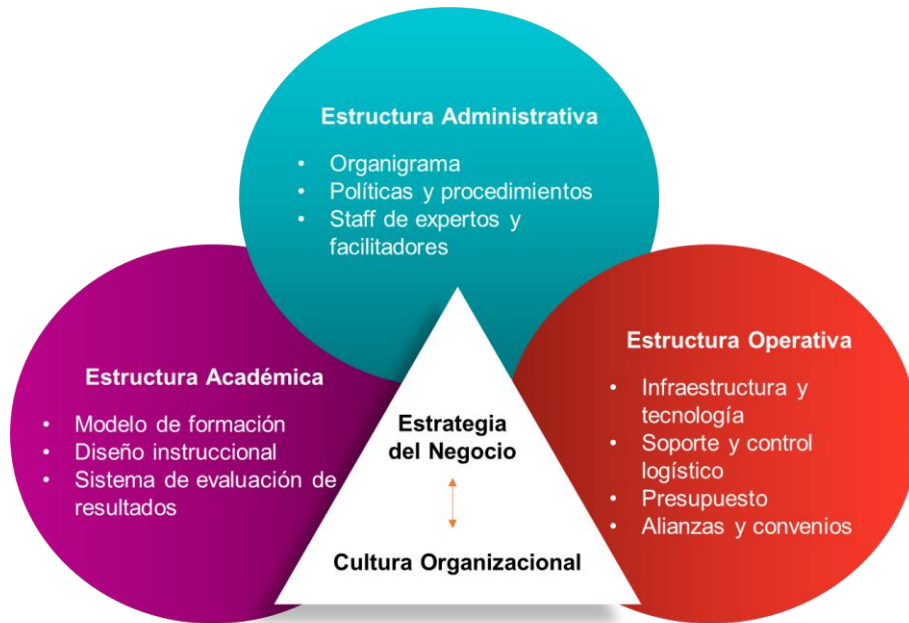 Estructura Administrativa
• Organigrama
• Políticas y procedimientos
• Staff de expertos y
facilitadores
Estructura Académica
• Modelo de formación
• Diseño instruccional
• Sistema de evaluación de
resultados
Estrategia
del Negocio
Cultura Organizacional
Estructura Operativa
• Infraestructura y
tecnología
• Soporte y control
logístico
• Presupuesto
• Alianzas y convenios